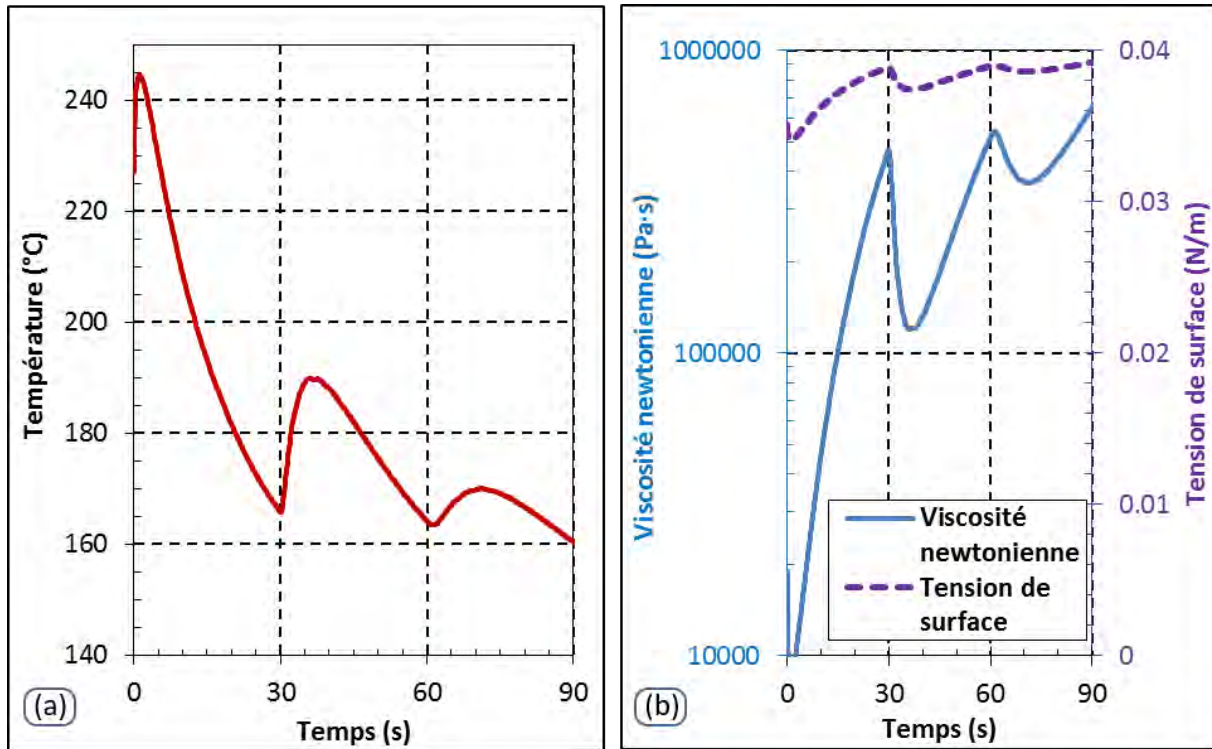 Température (°C)
240
220
200
180
160
140
0
30
60
90
Temps (s)
(a)
Viscosité newtonienne (Pa·s)
1000000
100000
10000
0.04
0.03
0.02
0.01
0
Tension de surface (N/m)
Viscosité
newtonienne
Tension de
surface
0
30
60
90
Temps (s)
(b)